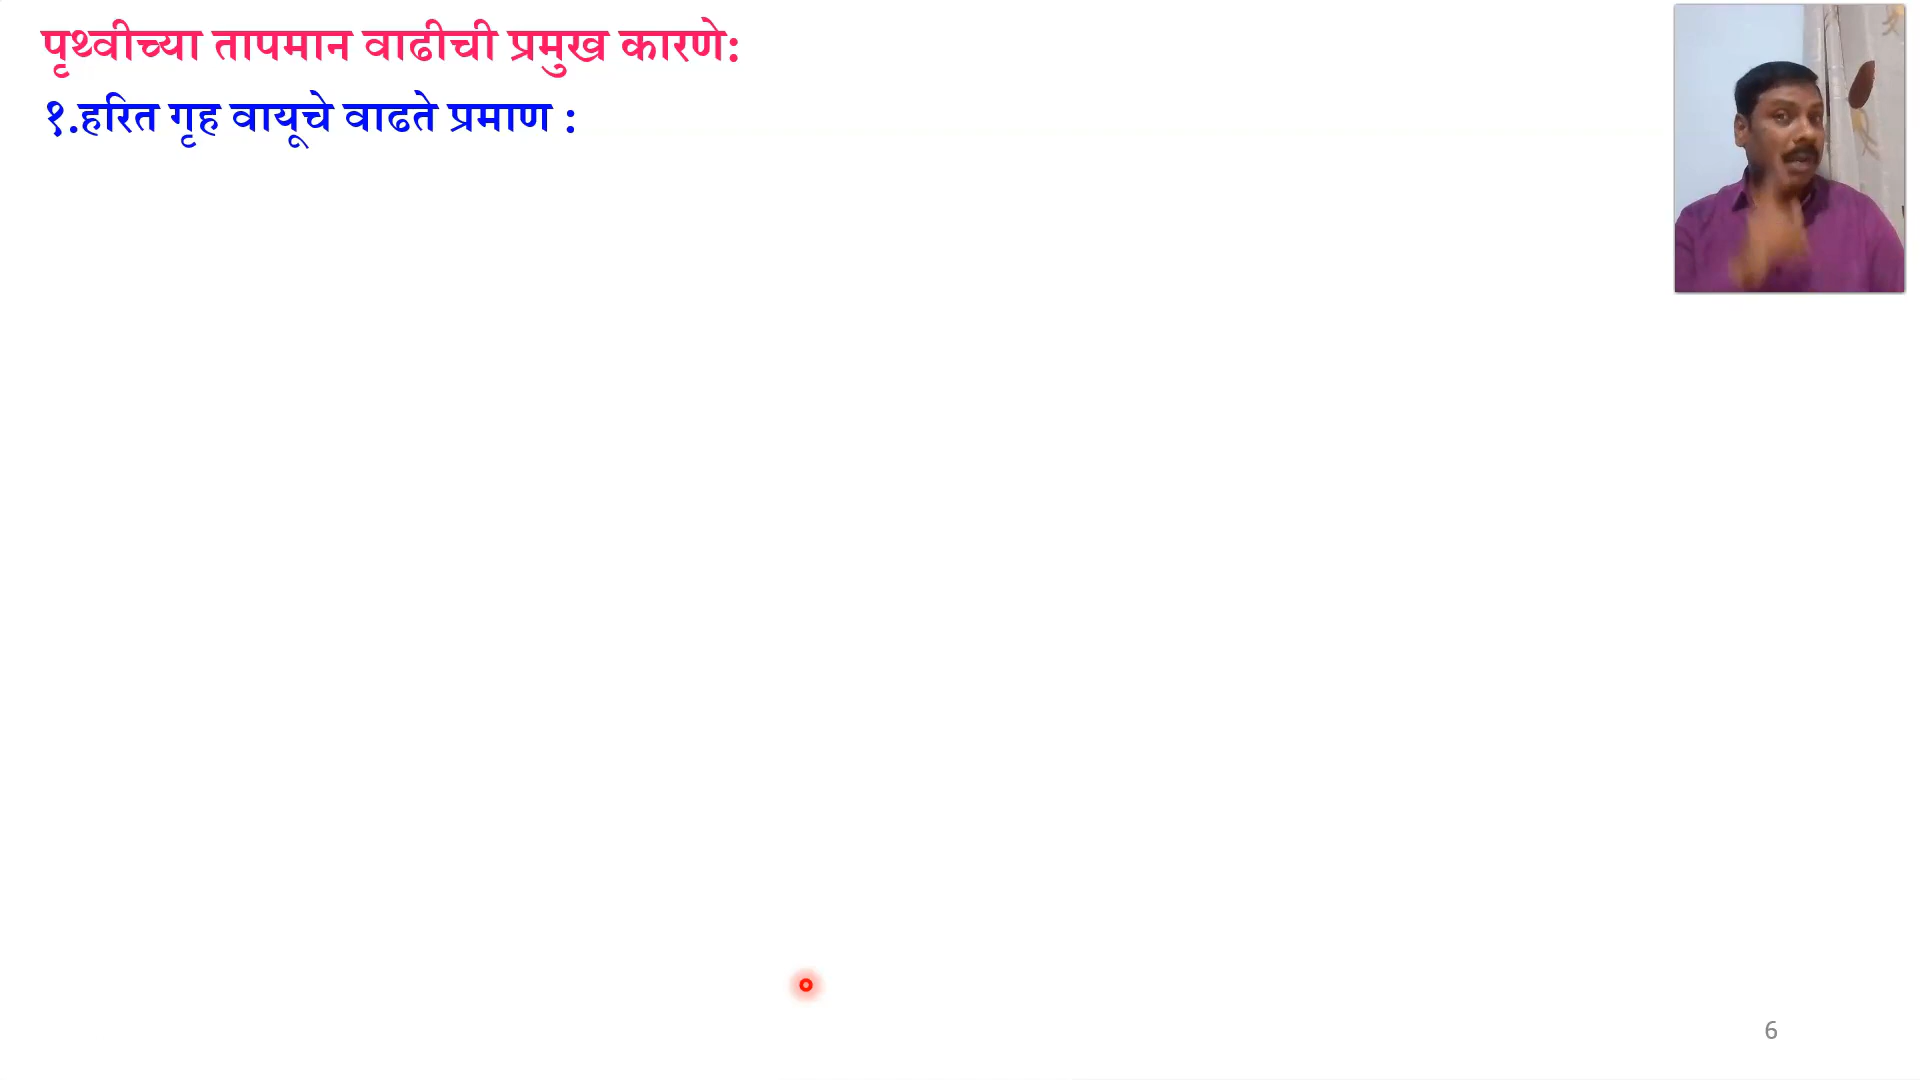 पृथ्वीच्या तापमान वाढीची प्रमुख कारणे:
१.हरित गृह वायूचे वाढते प्रमाण :
6